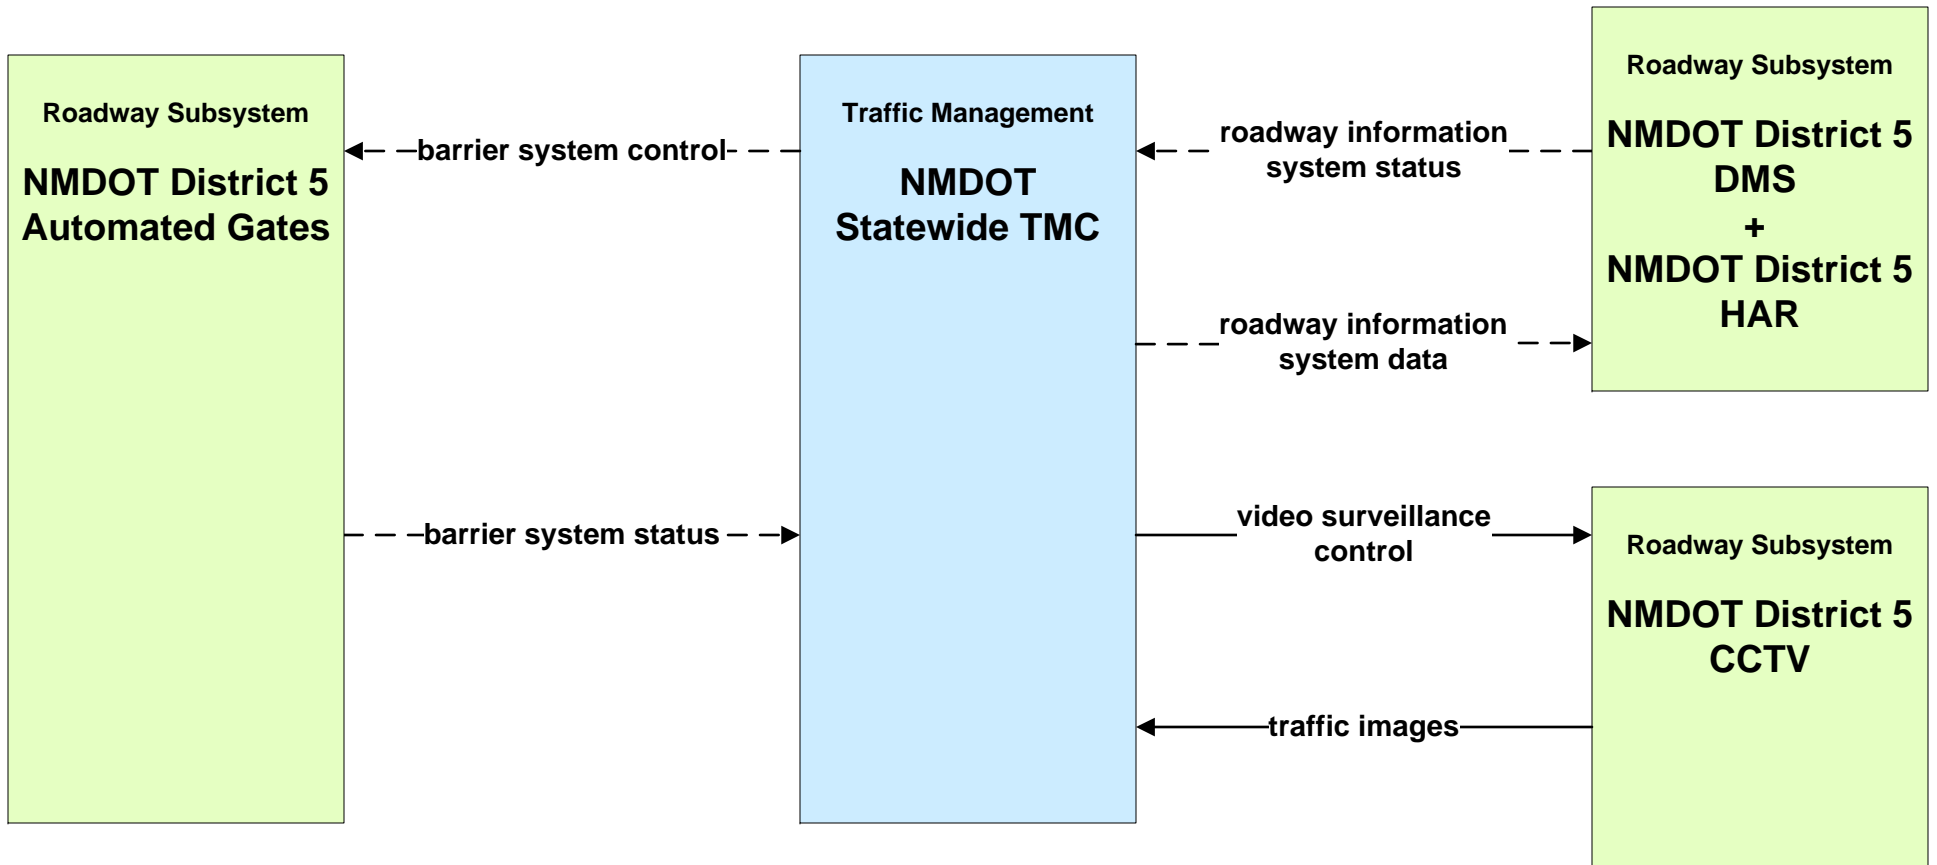 Roadway Subsystem
NMDOT District 5
Automated Gates
barrier system control
barrier system status
Traffic Management
NMDOT
Statewide TMC
roadway information
system status
roadway information
system data
video surveillance
control
traffic images
Roadway Subsystem
NMDOT District 5
DMS
+
NMDOT District 5
HAR
Roadway Subsystem
NMDOT District 5
CCTV